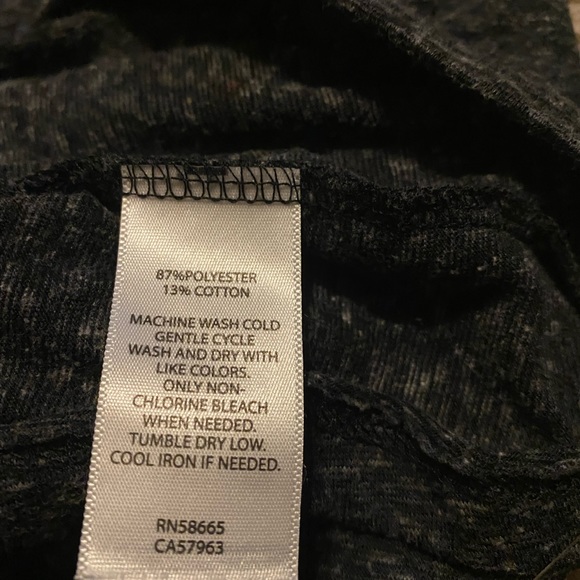 87%POLYESTER
13% COTTON
MACHINE WASH COLD
GENTLE CYCLE
WASH AND DRY WITH
LIKE COLORS.
ONLY NON-
CHLORINE BLEACH
WHEN NEEDED.
TUMBLE DRY LOW.
COOL IRON IF NEEDED.
RN58665
CA57963